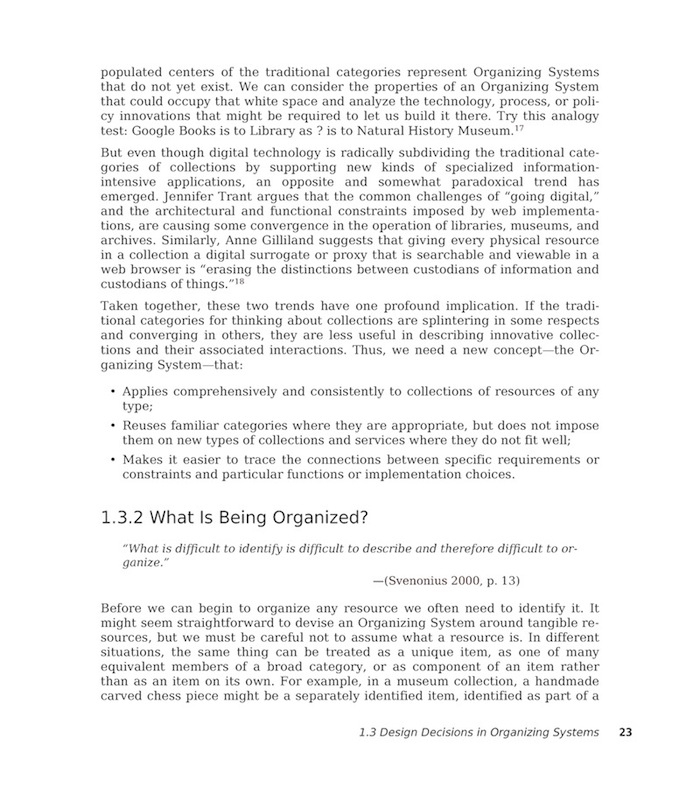 populated centers of the traditional categories represent Organizing Systems
that do not yet exist. We can consider the properties of an Organizing System
that could occupy that white space and analyze the technology, process, or poli-
cy innovations that might be required to let us build it there. Try this analogy
test: Google Books is to Library as ? is to Natural History Museum.17
But even though digital technology is radically subdividing the traditional cate-
gories of collections by supporting new kinds of specialized information-
intensive applications, an opposite and somewhat paradoxical trend has
emerged. Jennifer Trant argues that the common challenges of “going digital,”
and the architectural and functional constraints imposed by web implementa-
tions, are causing some convergence in the operation of libraries, museums, and
archives. Similarly, Anne Gilliland suggests that giving every physical resource
in a collection a digital surrogate or proxy that is searchable and viewable in a
web browser is “erasing the distinctions between custodians of information and
custodians of things.”18
Taken together, these two trends have one profound implication. If the tradi-
tional categories for thinking about collections are splintering in some respects
and converging in others, they are less useful in describing innovative collec-
tions and their associated interactions. Thus, we need a new concept—the Or-
ganizing System—that:
• Applies comprehensively and consistently to collections of resources of any
type;
• Reuses familiar categories where they are appropriate, but does not impose
them on new types of collections and services where they do not fit well;
• Makes it easier to trace the connections between specific requirements or
constraints and particular functions or implementation choices.
1.3.2 What Is Being Organized?
“What is difficult to identify is difficult to describe and therefore difficult to or-
ganize.”
—(Svenonius 2000, p. 13)
Before we can begin to organize any resource we often need to identify it. It
might seem straightforward to devise an Organizing System around tangible re-
sources, but we must be careful not to assume what a resource is. In different
situations, the same thing can be treated as a unique item, as one of many
equivalent members of a broad category, or as component of an item rather
than as an item on its own. For example, in a museum collection, a handmade
carved chess piece might be a separately identified item, identified as part of a
1.3 Design Decisions in Organizing Systems 23